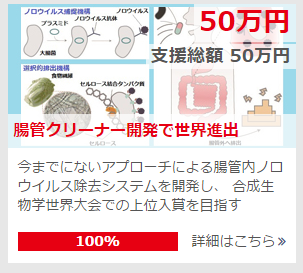 ノロウイルス捕捉機構
50万円
プラスミド
ノロウイルス抗体
大腸菌
支援総額 50万円
選択的排出機構
食物繊維
セルロース結合タンパク質
腸管クリーナー開発で世界進出
セルロース
腸管外へ排出
今までにないアプローチによる腸管内ノロ
ウイルス除去システムを開発し、 合成生
物学世界大会での上位入賞を目指す
100%
詳細はこちら»